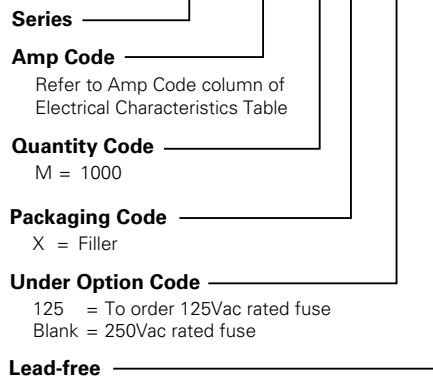 Series
Amp Code
Refer to Amp Code column of
Electrical Characteristics Table
Quantity Code
M = 1000
Packaging Code
X = Filler
Under Option Code
125 = To order 125Vac rated fuse
Blank = 250Vac rated fuse
Lead-free